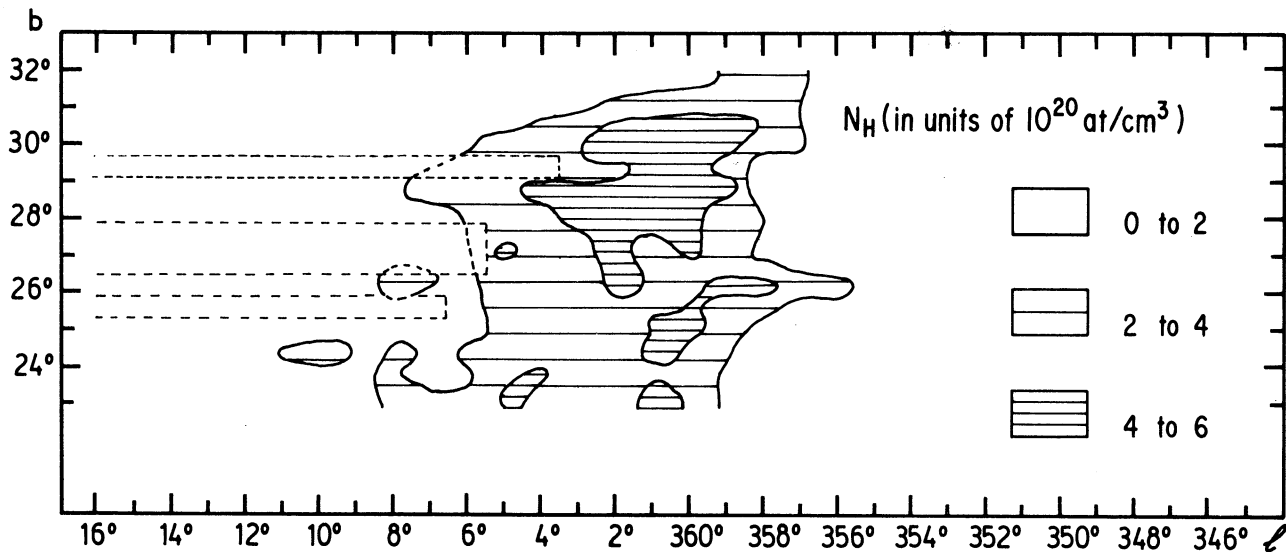 b
32°
30°
28°
26°
24°
N_H (in units of 10^20 at/cm^3)
0 to 2
2 to 4
4 to 6
16° 14° 12° 10° 8° 6° 4° 2° 360° 358° 356° 354° 352° 350° 348° 346° ℓ